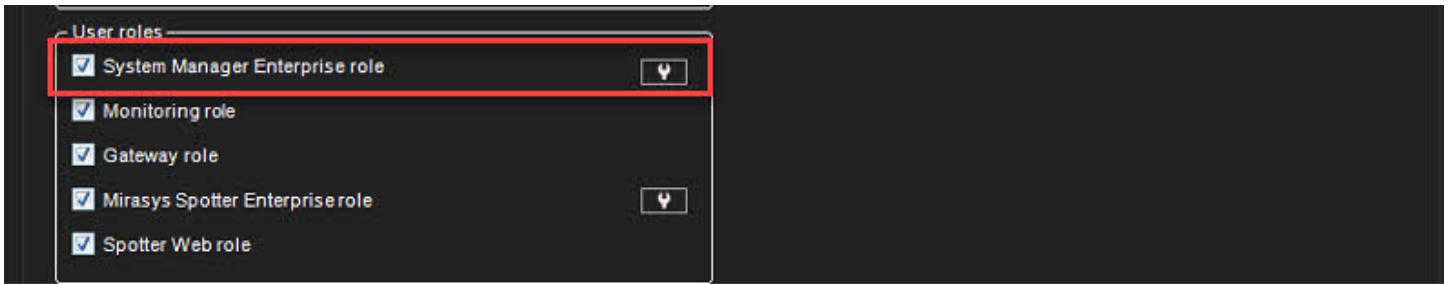 User roles
System Manager Enterprise role
Monitoring role
Gateway role
Mirasys Spotter Enterprise role
Spotter Web role